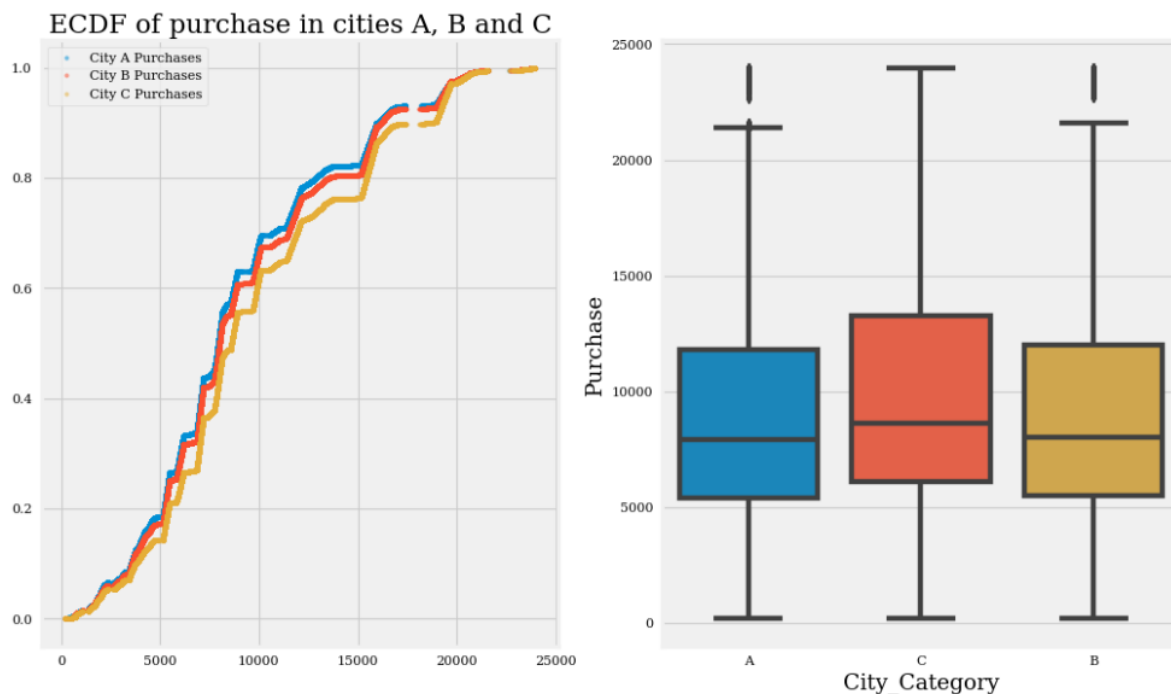 ECDF of purchase in cities A, B and C
City A Purchases
City B Purchases
City C Purchases
1.0
0.8
0.6
0.4
0.2
0.0
0 5000 10000 15000 20000 25000
25000
20000
15000
10000
5000
0
Purchase
A C B
City_Category